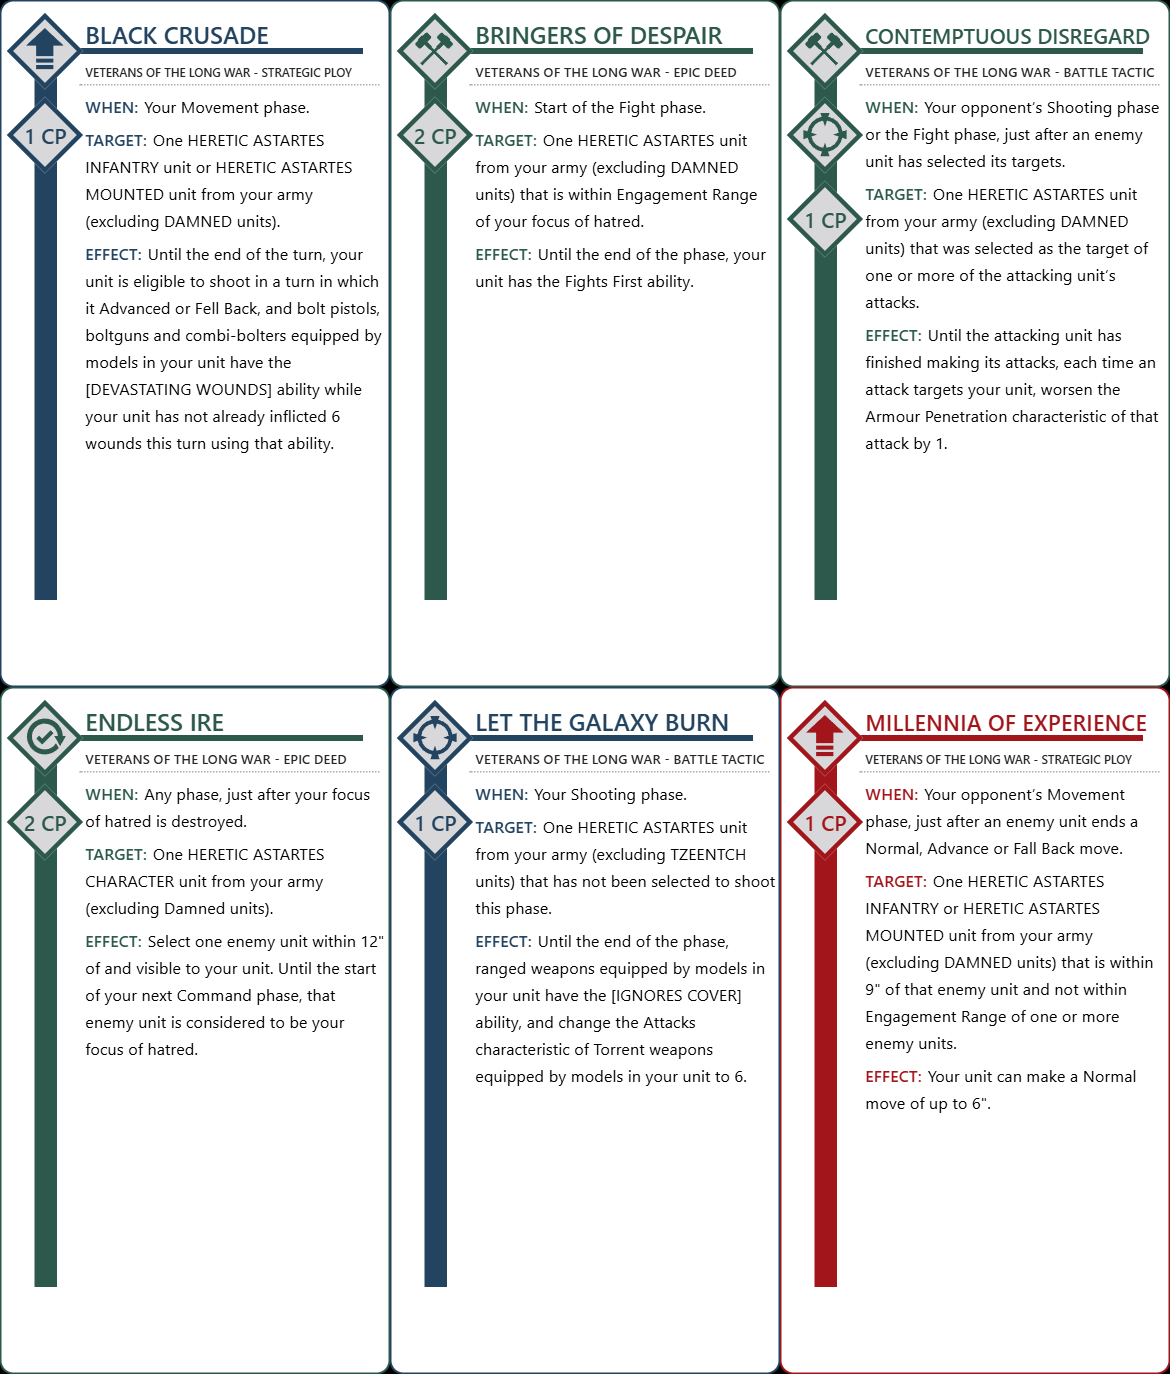 BLACK CRUSADE
VETERANS OF THE LONG WAR - STRATEGIC PLOY
1 CP
WHEN: Your Movement phase.
TARGET: One HERETIC ASTARTES
INFANTRY unit or HERETIC ASTARTES
MOUNTED unit from your army
(excluding DAMNED units).
EFFECT: Until the end of the turn, your
unit is eligible to shoot in a turn in which
it Advanced or Fell Back, and bolt pistols,
boltguns and combi-bolters equipped by
models in your unit have the
[DEVASTATING WOUNDS] ability while
your unit has not already inflicted 6
wounds this turn using that ability.
BRINGERS OF DESPAIR
VETERANS OF THE LONG WAR - EPIC DEED
2 CP
WHEN: Start of the Fight phase.
TARGET: One HERETIC ASTARTES unit
from your army (excluding DAMNED
units) that is within Engagement Range
of your focus of hatred.
EFFECT: Until the end of the phase, your
unit has the Fights First ability.
CONTEMPTUOUS DISREGARD
VETERANS OF THE LONG WAR - BATTLE TACTIC
1 CP
WHEN: Your opponent's Shooting phase
or the Fight phase, just after an enemy
unit has selected its targets.
TARGET: One HERETIC ASTARTES unit
from your army (excluding DAMNED
units) that was selected as the target of
one or more of the attacking unit's
attacks.
EFFECT: Until the attacking unit has
finished making its attacks, each time an
attack targets your unit, worsen the
Armour Penetration characteristic of that
attack by 1.
ENDLESS IRE
VETERANS OF THE LONG WAR - EPIC DEED
2 CP
WHEN: Any phase, just after your focus
of hatred is destroyed.
TARGET: One HERETIC ASTARTES
CHARACTER unit from your army
(excluding Damned units).
EFFECT: Select one enemy unit within 12"
of and visible to your unit. Until the start
of your next Command phase, that
enemy unit is considered to be your
focus of hatred.
LET THE GALAXY BURN
VETERANS OF THE LONG WAR - BATTLE TACTIC
1 CP
WHEN: Your Shooting phase.
TARGET: One HERETIC ASTARTES unit
from your army (excluding TZEENTCH
units) that has not been selected to shoot
this phase.
EFFECT: Until the end of the phase,
ranged weapons equipped by models in
your unit have the [IGNORES COVER]
ability, and change the Attacks
characteristic of Torrent weapons
equipped by models in your unit to 6.
MILLENNIA OF EXPERIENCE
VETERANS OF THE LONG WAR - STRATEGIC PLOY
1 CP
WHEN: Your opponent's Movement
phase, just after an enemy unit ends a
Normal, Advance or Fall Back move.
TARGET: One HERETIC ASTARTES
INFANTRY or HERETIC ASTARTES
MOUNTED unit from your army
(excluding DAMNED units) that is within
9" of that enemy unit and not within
Engagement Range of one or more
enemy units.
EFFECT: Your unit can make a Normal
move of up to 6".